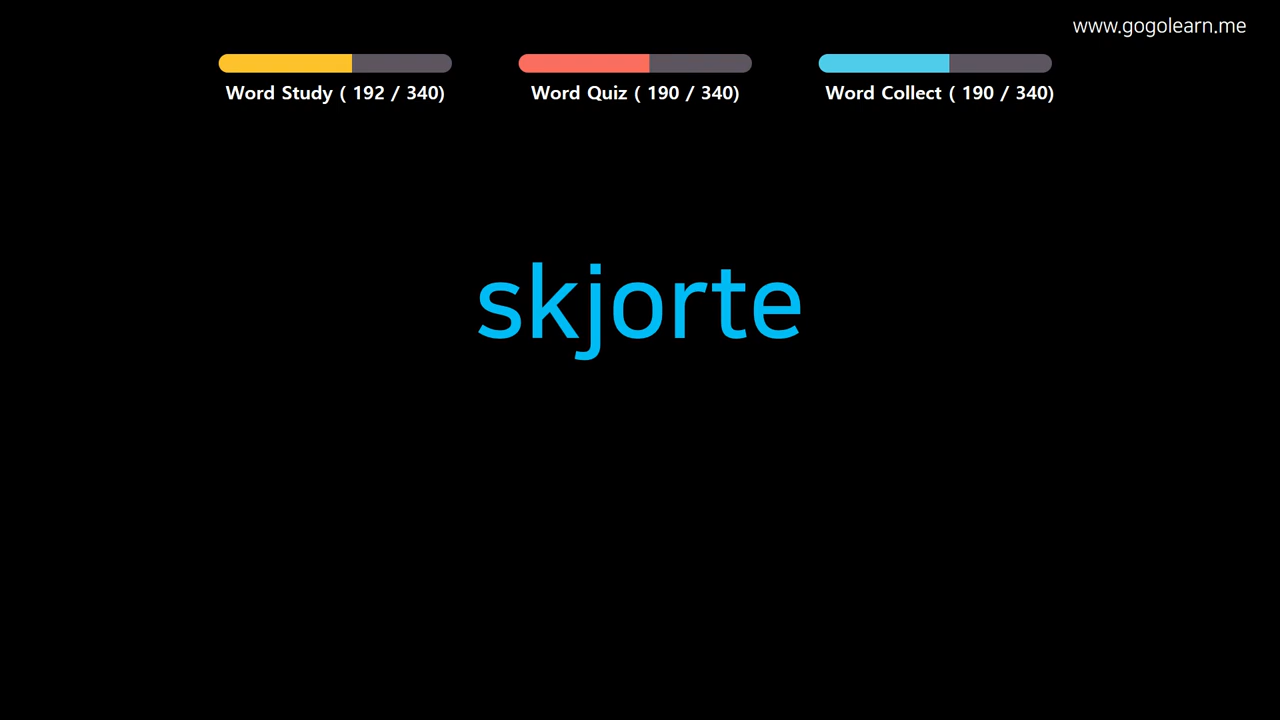 www.gogolearn.me
Word Study ( 192 / 340)
Word Quiz ( 190 / 340)
Word Collect ( 190 / 340)
skjorte